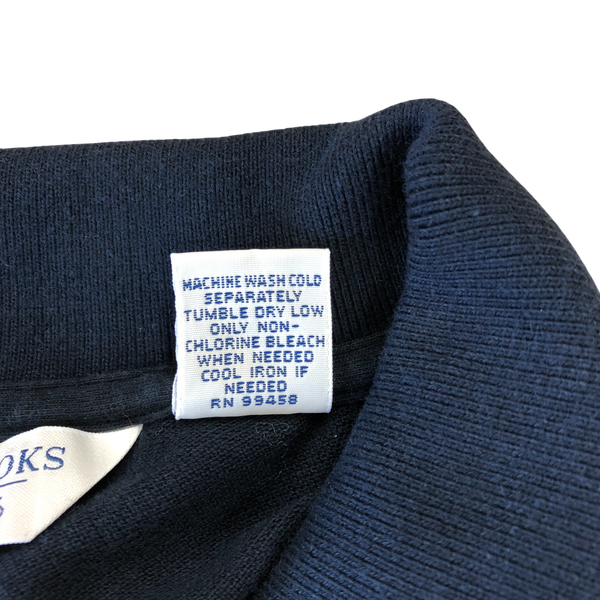 MACHINE WASH COLD
SEPARATELY
TUMBLE DRY LOW
ONLY NON-
CHLORINE BLEACH
WHEN NEEDED
COOL IRON IF
NEEDED
RN 99458
OKS